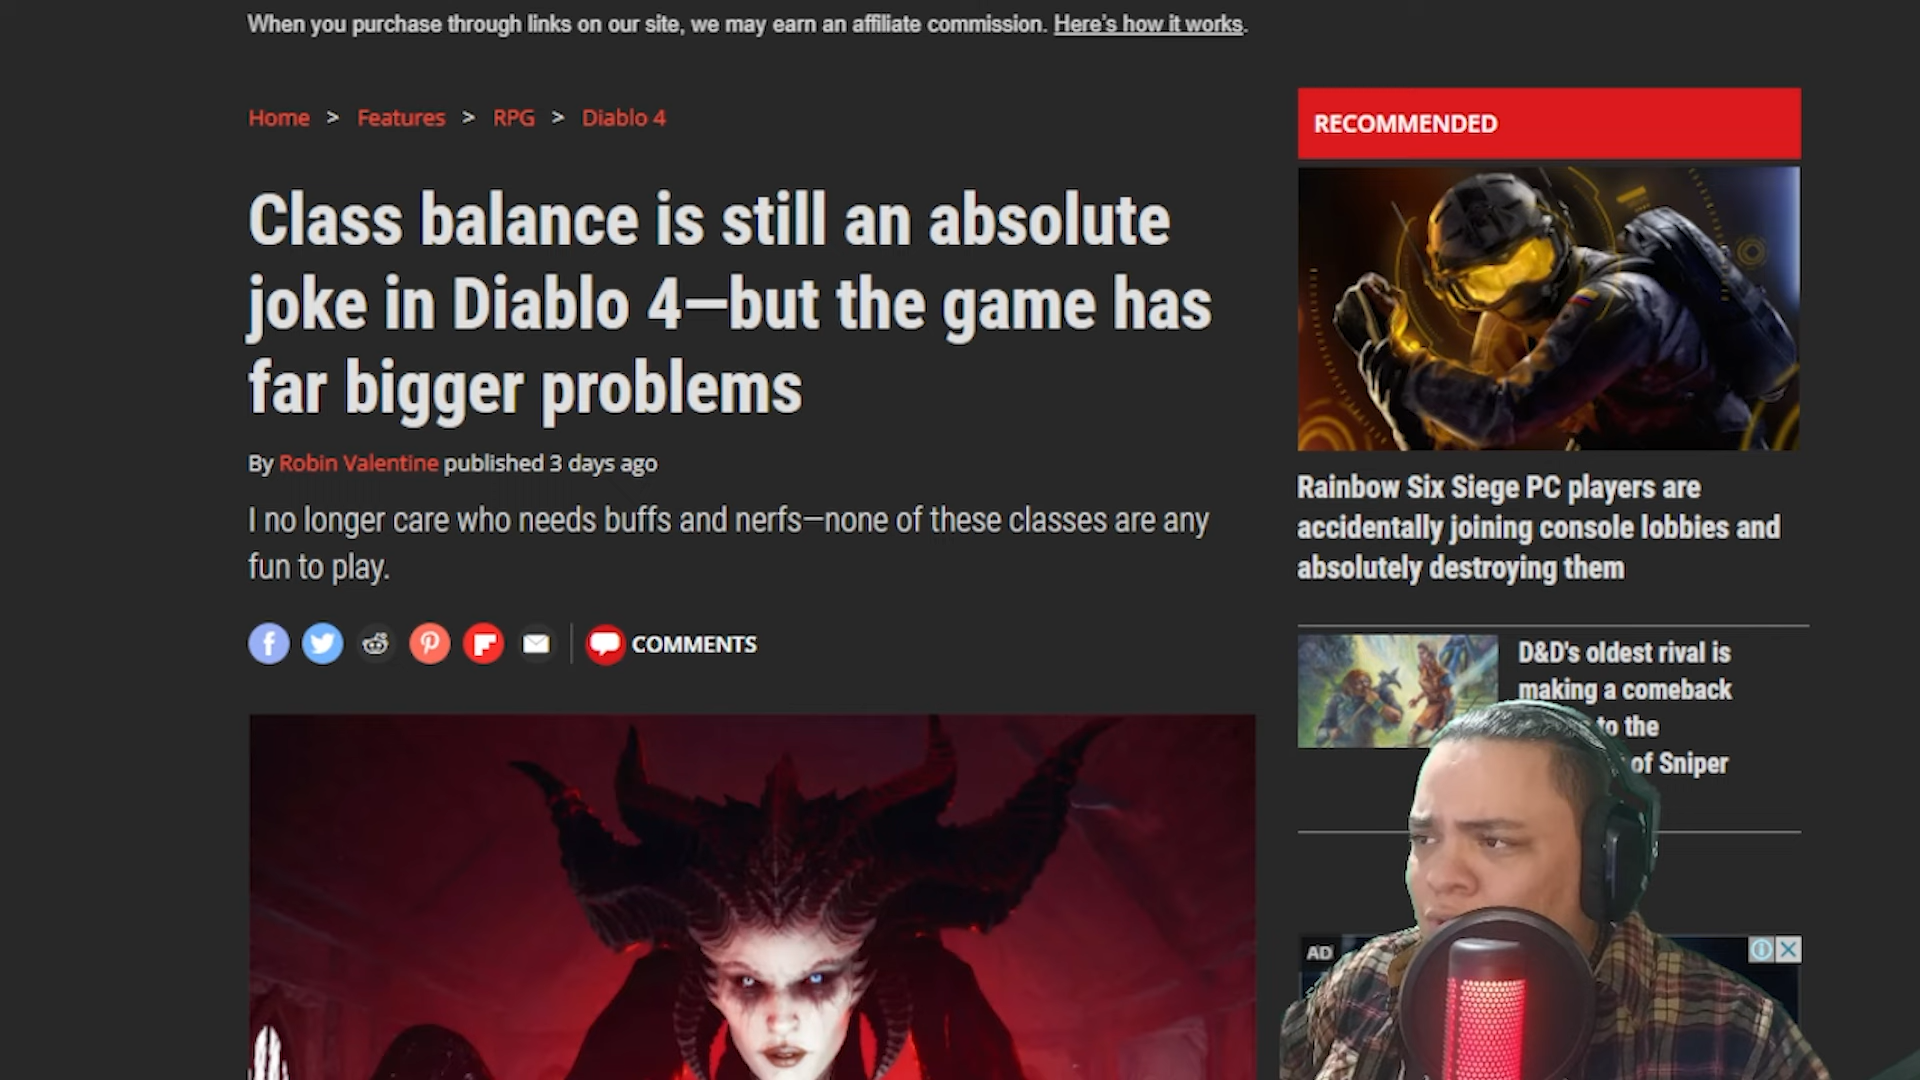 When you purchase through links on our site, we may earn an affiliate commission. Here's how it works.
Home > Features > RPG > Diablo 4
Class balance is still an absolute
joke in Diablo 4—but the game has
far bigger problems
By Robin Valentine published 3 days ago
I no longer care who needs buffs and nerfs—none of these classes are any
fun to play.
COMMENTS
RECOMMENDED
Rainbow Six Siege PC players are
accidentally joining console lobbies and
absolutely destroying them
D&D's oldest rival is
making a comeback
to the
of Sniper
AD